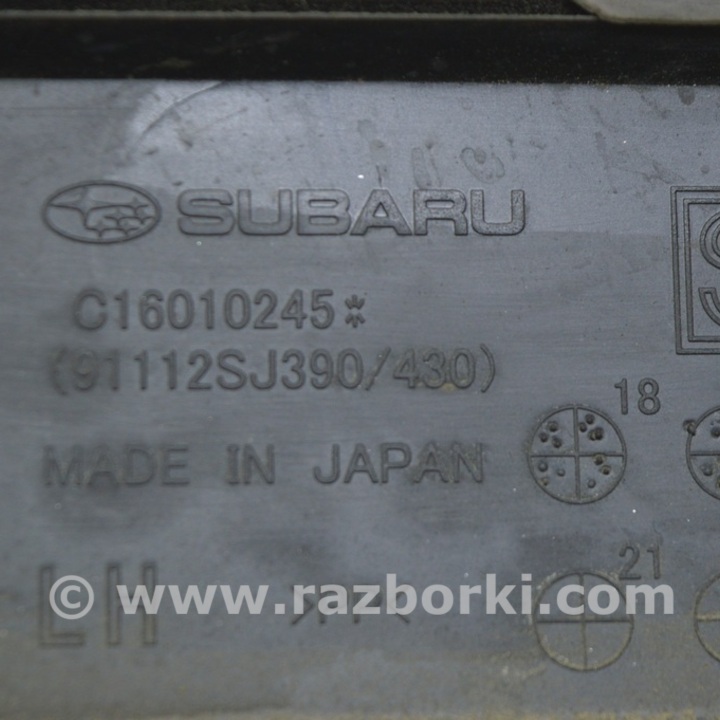 SUBARU
C16010245*
(91112SJ390/430)
18
MADE IN JAPAN
21
LH
© www.razborki.com